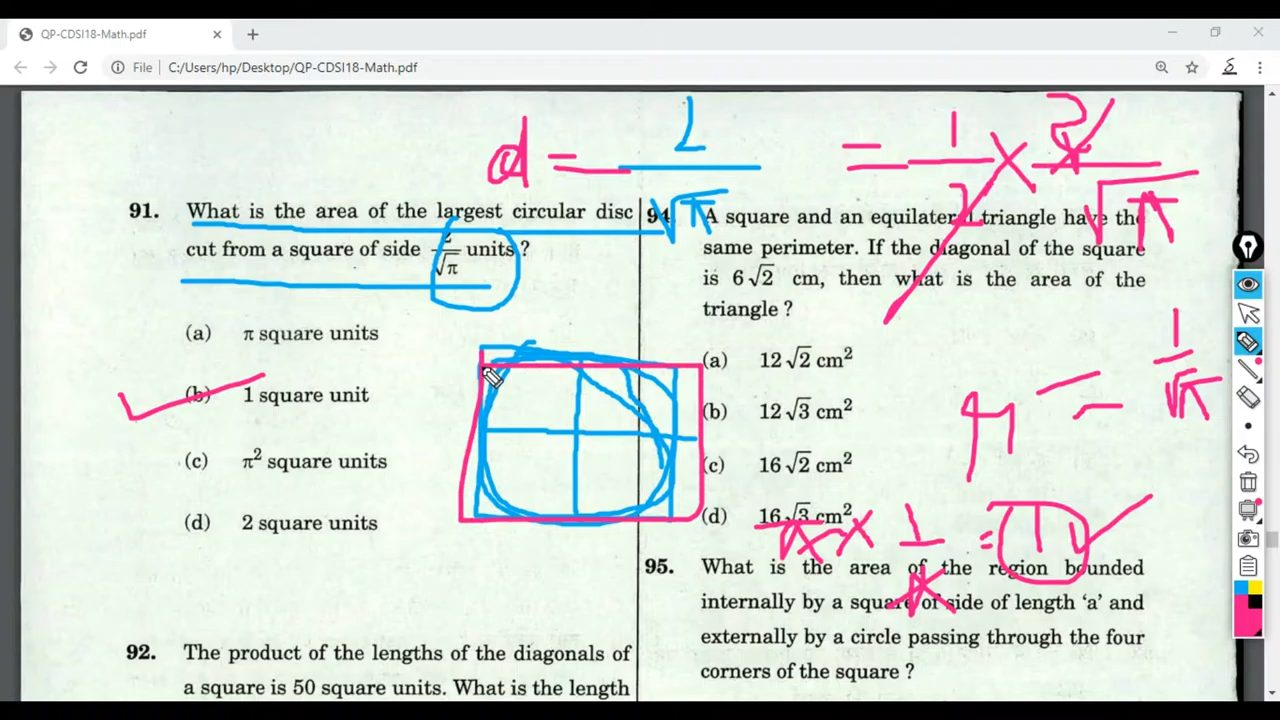 QP-CDSI18-Math.pdf
File C:/Users/hp/Desktop/QP-CDSI18-Math.pdf
d = 2/√π = 1/2 × 2/√π
91. What is the area of the largest circular disc
cut from a square of side 2/√π units ?
(a) π square units
(b) 1 square unit
(c) π² square units
(d) 2 square units
92. The product of the lengths of the diagonals of
a square is 50 square units. What is the length
94. A square and an equilateral triangle have the
same perimeter. If the diagonal of the square
is 6√2 cm, then what is the area of the
triangle ?
(a) 12√2 cm²
(b) 12√3 cm²
(c) 16√2 cm²
(d) 16√3 cm²
= 1/√π
π × 1/π = 1
95. What is the area of the region bounded
internally by a square of side of length ‘a’ and
externally by a circle passing through the four
corners of the square ?